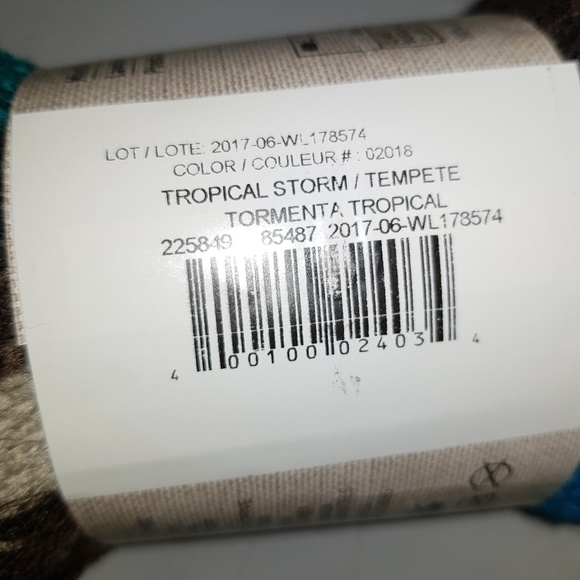 LOT / LOTE: 2017-06-WL178574
COLOR / COULEUR # : 02018
TROPICAL STORM / TEMPETE
TORMENTA TROPICAL
225849 85487 2017-06-WL178574
4 00100 02403 4